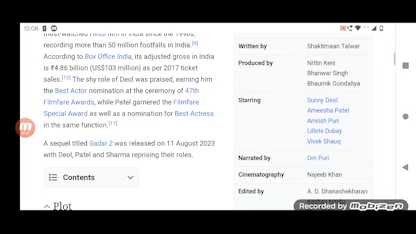 10:08
most-watched Hindi film in India since the 1990s,
recording more than 50 million footfalls in India.[9]
According to Box Office India, its adjusted gross in India
is ₹4.86 billion (US$103 million) as per 2017 ticket
sales.[10] The shy role of Deol was praised, earning him
the Best Actor nomination at the ceremony of 47th
Filmfare Awards, while Patel garnered the Filmfare
Special Award as well as a nomination for Best Actress
in the same function.[11]
A sequel titled Gadar 2 was released on 11 August 2023
with Deol, Patel and Sharma reprising their roles.
Contents
Plot
Written by Shaktimaan Talwar
Produced by Nittin Keni
Bhanwar Singh
Bhaumik Gondaliya
Starring Sunny Deol
Ameesha Patel
Amrish Puri
Lillete Dubey
Vivek Shauq
Narrated by Om Puri
Cinematography Najeeb Khan
Edited by A. D. Dhanashekharan
Recorded by Mobizen